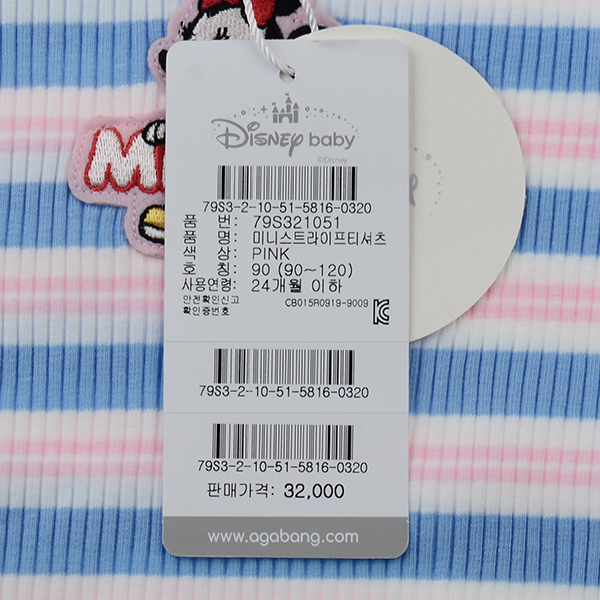 Disney baby
©Disney
79S3-2-10-51-5816-0320
품 번: 79S321051
품 명: 미니스트라이프티셔츠
색 상: PINK
호 칭: 90 (90~120)
사용연령: 24개월 이하
안전확인신고 CB015R0919-9009
확인증번호
79S3-2-10-51-5816-0320
79S3-2-10-51-5816-0320
판매가격: 32,000
www.agabang.com